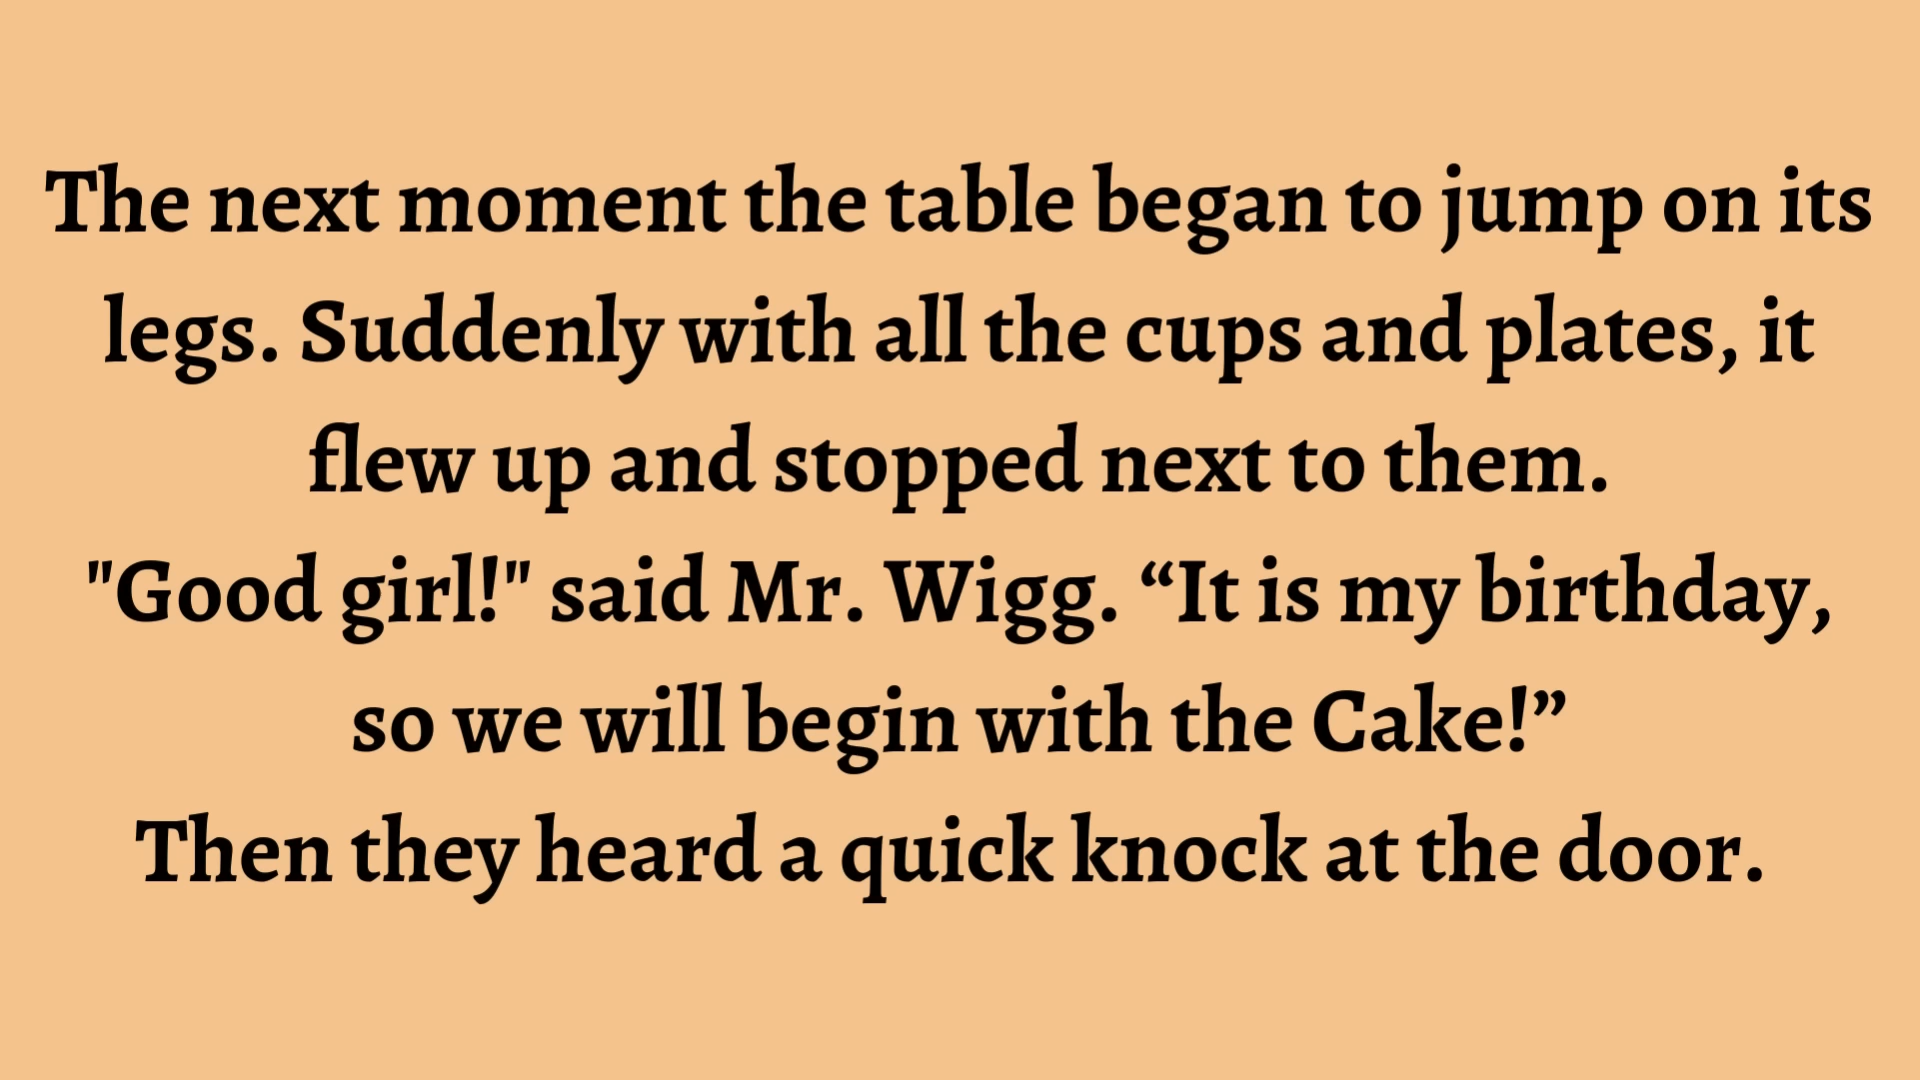 The next moment the table began to jump on its
legs. Suddenly with all the cups and plates, it
flew up and stopped next to them.
"Good girl!" said Mr. Wigg. “It is my birthday,
so we will begin with the Cake!”
Then they heard a quick knock at the door.